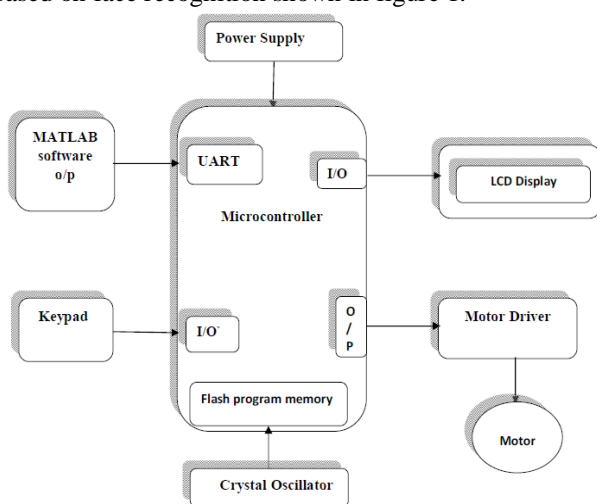 based on face recognition shown in figure 1.
Power Supply
MATLAB
software
o/p
UART
I/O
LCD Display
Microcontroller
Keypad
I/O`
O
/
P
Motor Driver
Flash program memory
Motor
Crystal Oscillator